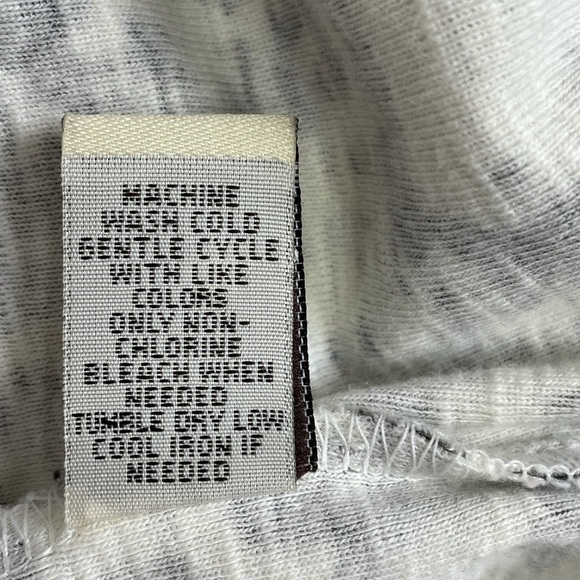 MACHINE
WASH COLD
GENTLE CYCLE
WITH LIKE
COLORS
ONLY NON-
CHLORINE
BLEACH WHEN
NEEDED
TUMBLE DRY LOW
COOL IRON IF
NEEDED